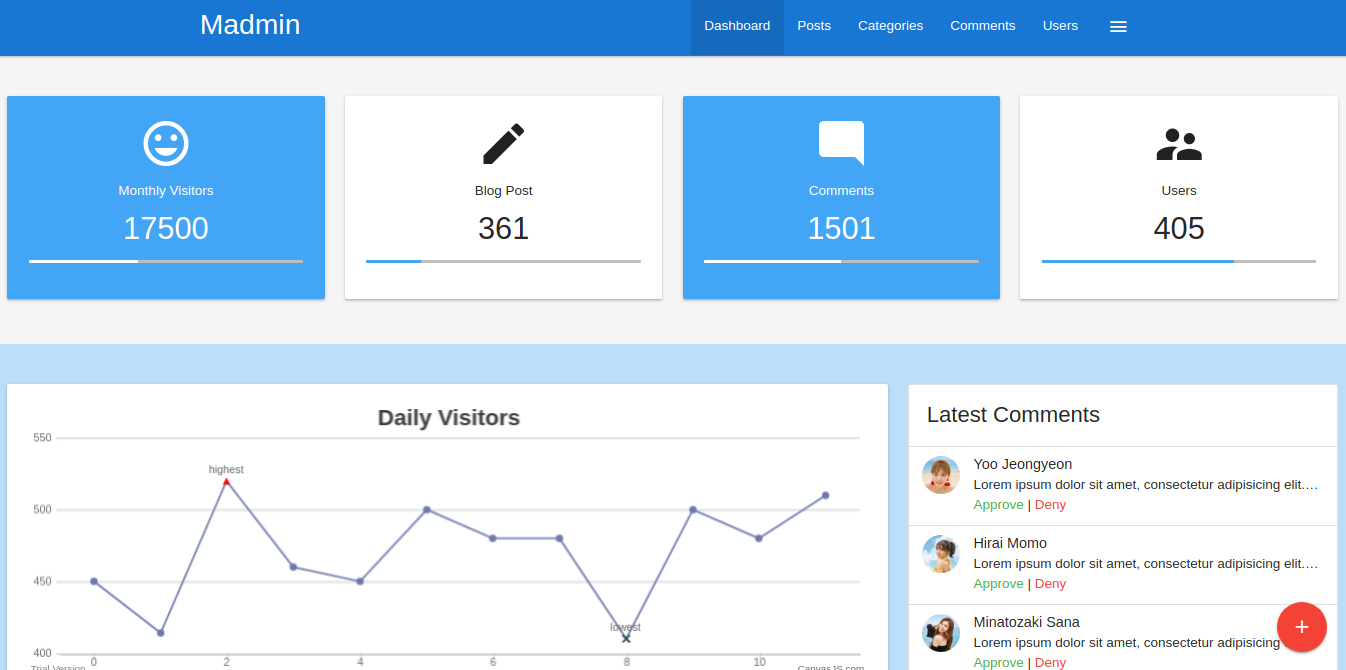 Madmin
Dashboard Posts Categories Comments Users
Monthly Visitors
17500
Blog Post
361
Comments
1501
Users
405
Daily Visitors
550
500
450
400
highest
lowest
0 2 4 6 8 10
Trial Version
CanvasJS.com
Latest Comments
Yoo Jeongyeon
Lorem ipsum dolor sit amet, consectetur adipisicing elit.…
Approve | Deny
Hirai Momo
Lorem ipsum dolor sit amet, consectetur adipisicing elit.…
Approve | Deny
Minatozaki Sana
Lorem ipsum dolor sit amet, consectetur adipisicing
Approve | Deny
+